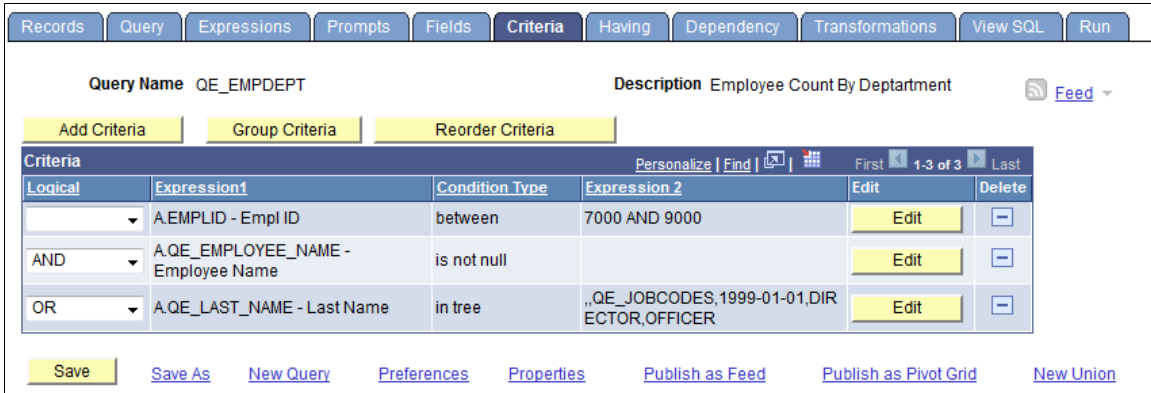 Records Query Expressions Prompts Fields Criteria Having Dependency Transformations View SQL Run
Query Name QE_EMPDEPT Description Employee Count By Deptartment Feed
Add Criteria Group Criteria Reorder Criteria
Criteria Personalize | Find | | First 1-3 of 3 Last
Logical Expression1 Condition Type Expression 2 Edit Delete
A.EMPLID - Empl ID between 7000 AND 9000 Edit
AND A.QE_EMPLOYEE_NAME - Employee Name is not null Edit
OR A.QE_LAST_NAME - Last Name in tree ,,QE_JOBCODES,1999-01-01,DIR
ECTOR,OFFICER Edit
Save Save As New Query Preferences Properties Publish as Feed Publish as Pivot Grid New Union